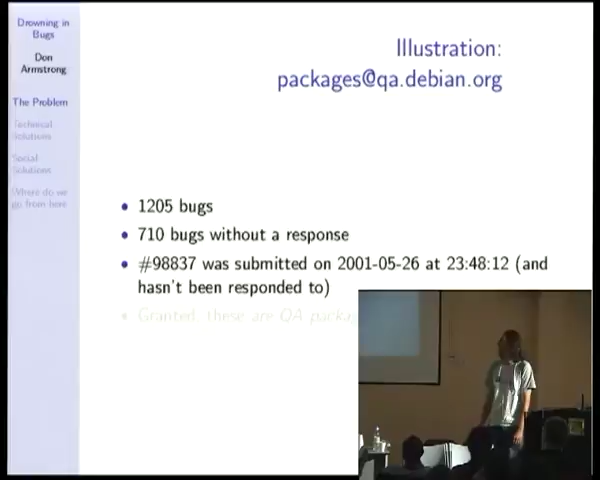 Drowning in
Bugs
Don
Armstrong
The Problem
Technical
Solutions
Social
Solutions
Where do we
go from here
Illustration:
packages@qa.debian.org
• 1205 bugs
• 710 bugs without a response
• #98837 was submitted on 2001-05-26 at 23:48:12 (and
hasn't been responded to)
• Granted, these are QA